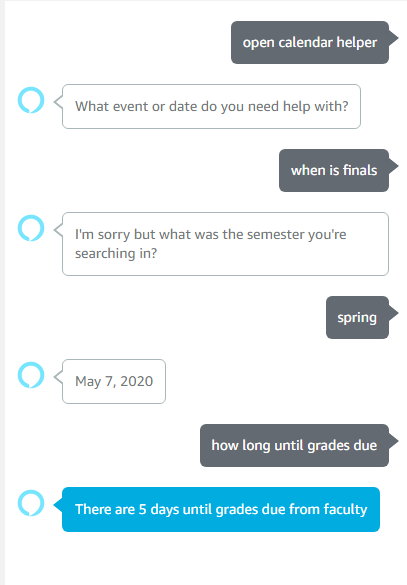 open calendar helper
What event or date do you need help with?
when is finals
I'm sorry but what was the semester you're
searching in?
spring
May 7, 2020
how long until grades due
There are 5 days until grades due from faculty